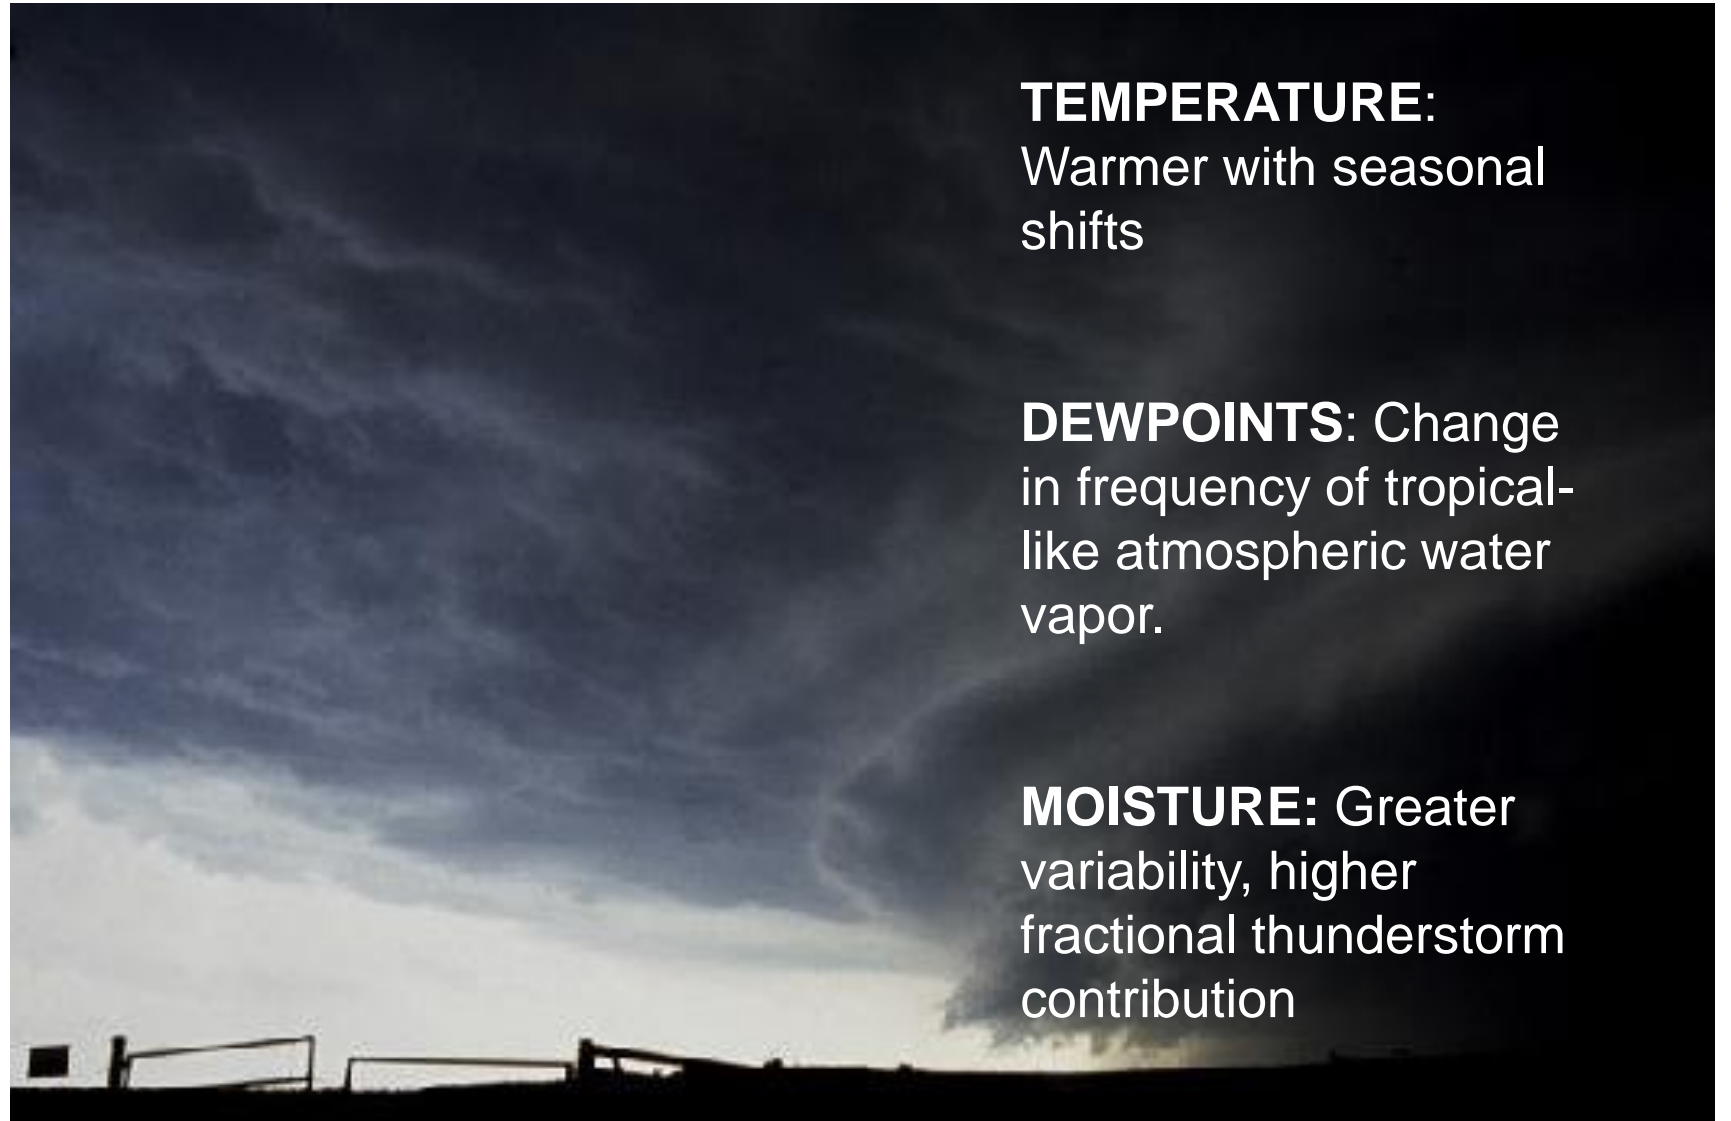 TEMPERATURE:
Warmer with seasonal
shifts
DEWPOINTS: Change
in frequency of tropical-
like atmospheric water
vapor.
MOISTURE: Greater
variability, higher
fractional thunderstorm
contribution